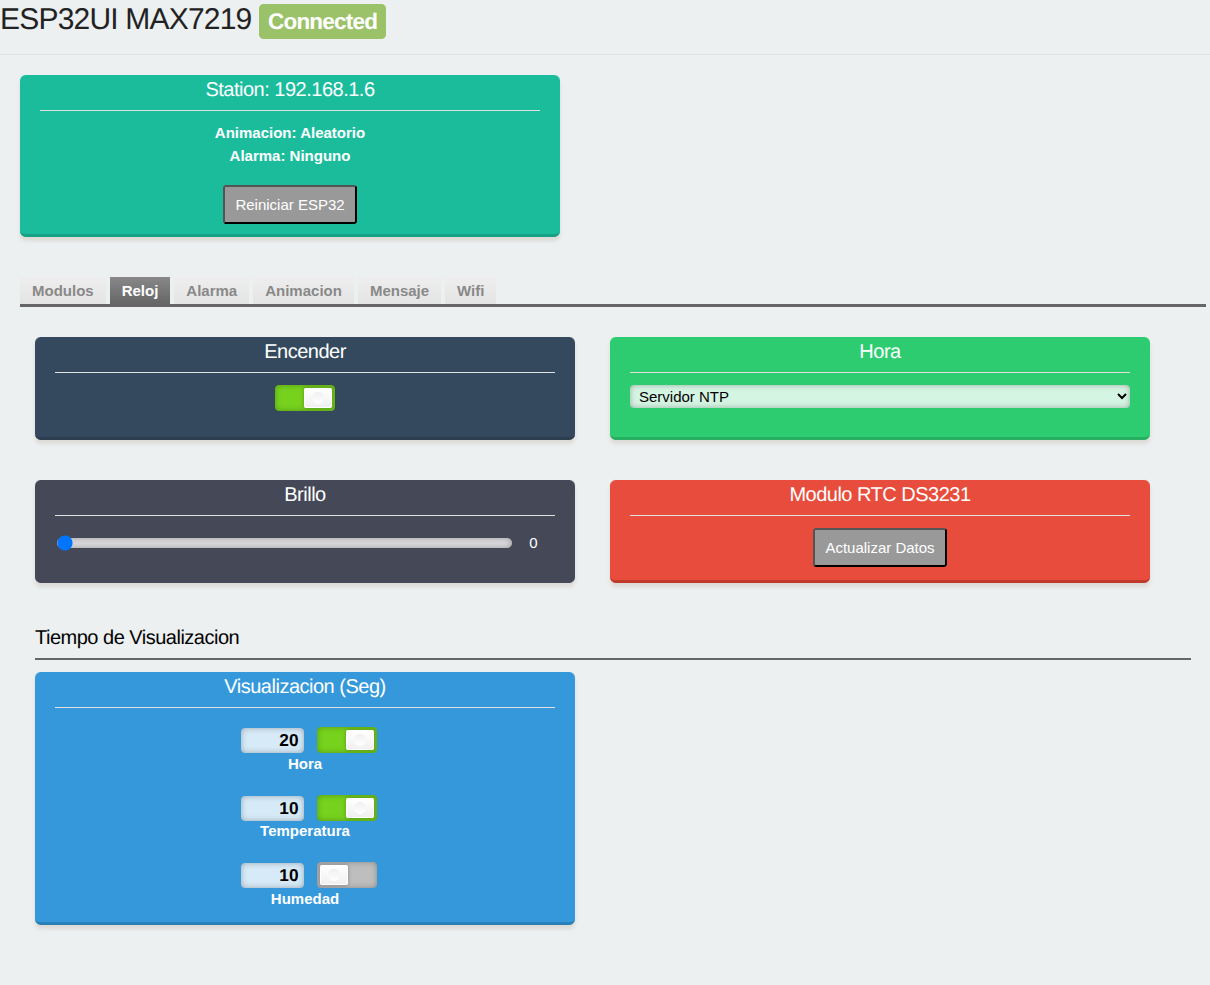 ESP32UI MAX7219 Connected
Station: 192.168.1.6
Animacion: Aleatorio
Alarma: Ninguno
Reiniciar ESP32
Modulos Reloj Alarma Animacion Mensaje Wifi
Encender
Hora
Servidor NTP
Brillo
0
Modulo RTC DS3231
Actualizar Datos
Tiempo de Visualizacion
Visualizacion (Seg)
20
Hora
10
Temperatura
10
Humedad